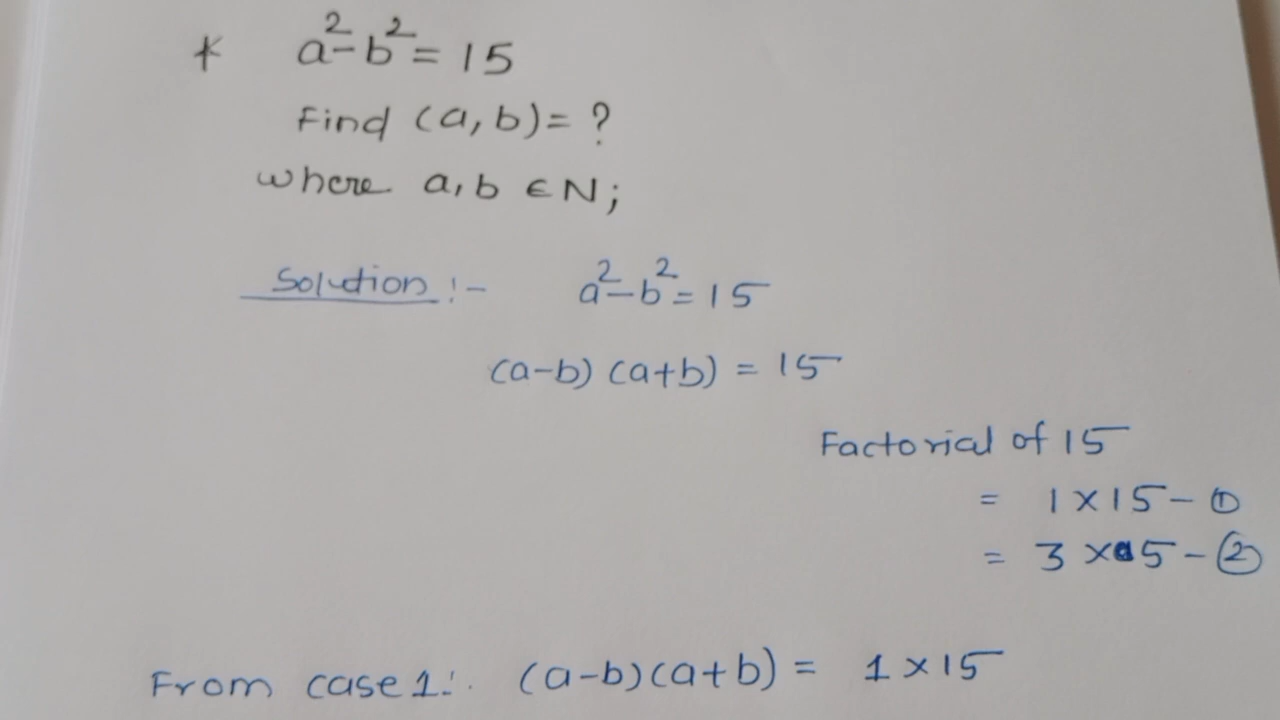 * a²-b² = 15
Find (a,b) = ?
where a,b ∈ N;
Solution :- a²-b² = 15
(a-b) (a+b) = 15
Factorial of 15
= 1 × 15 - ①
= 3 × 5 - ②
From case 1:. (a-b)(a+b) = 1 × 15